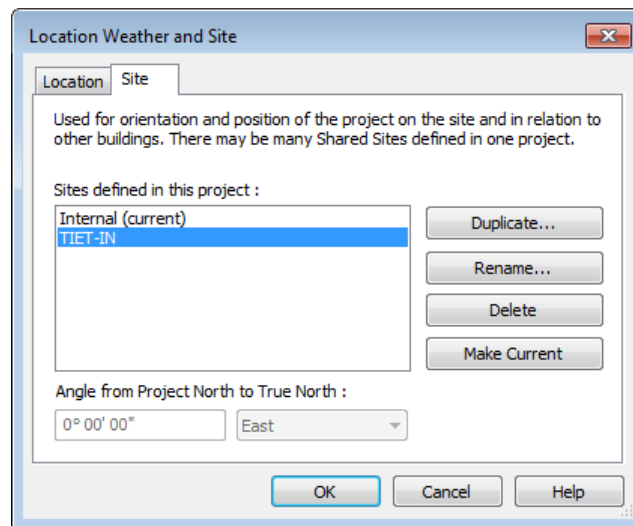 Location Weather and Site
Location
Site
Used for orientation and position of the project on the site and in relation to
other buildings. There may be many Shared Sites defined in one project.
Sites defined in this project :
Internal (current)
TIET-IN
Duplicate...
Rename...
Delete
Make Current
Angle from Project North to True North :
0° 00' 00"
East
OK
Cancel
Help